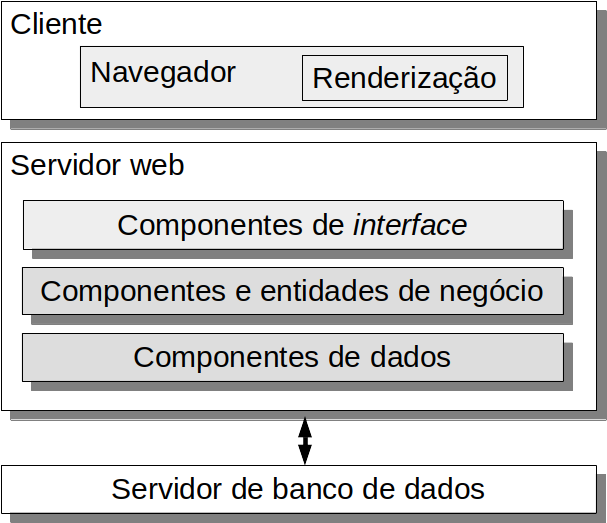 Cliente
Navegador
Renderização
Servidor web
Componentes de interface
Componentes e entidades de negócio
Componentes de dados
Servidor de banco de dados